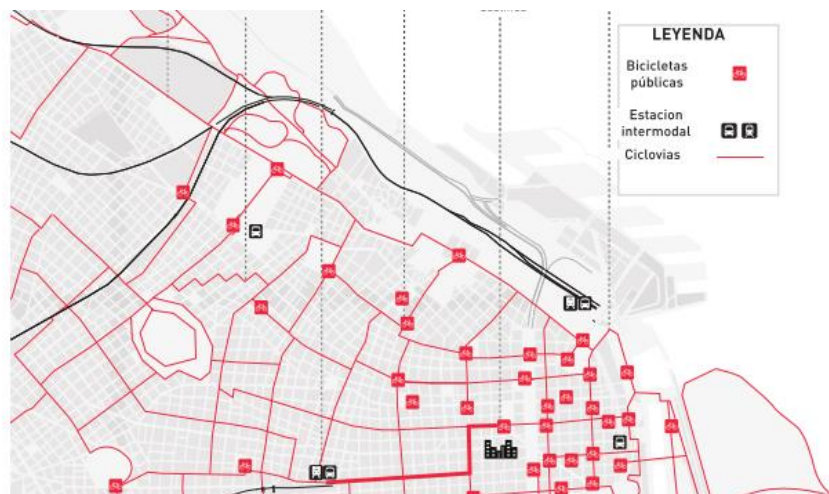 LEYENDA
Bicicletas
públicas
Estacion
intermodal
Ciclovias